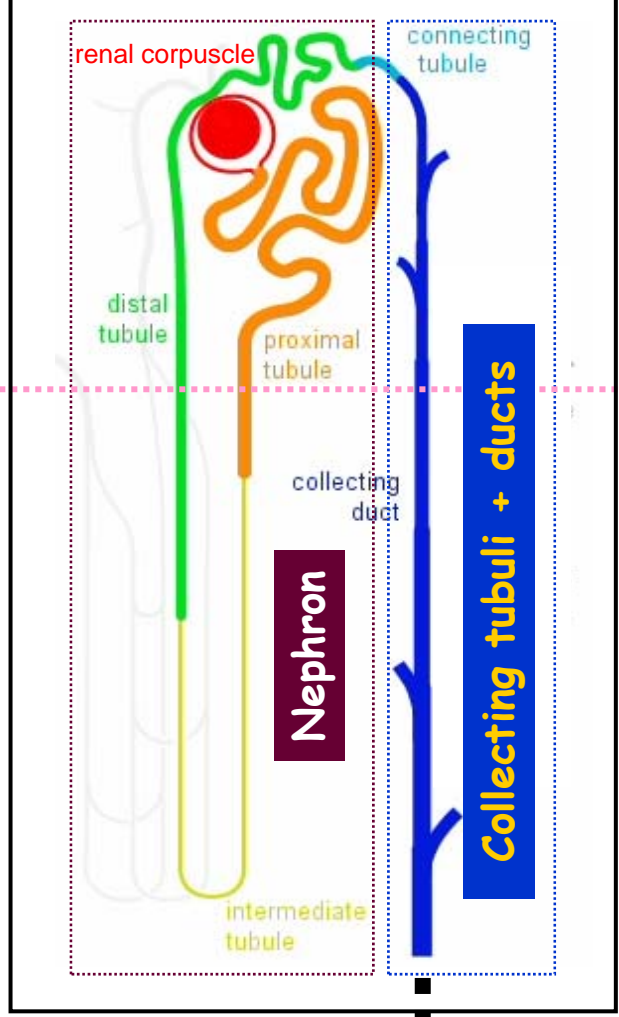 connecting
tubule
renal corpuscle
distal
tubule
proximal
tubule
collecting
duct
Nephron
Collecting tubuli + ducts
intermediate
tubule